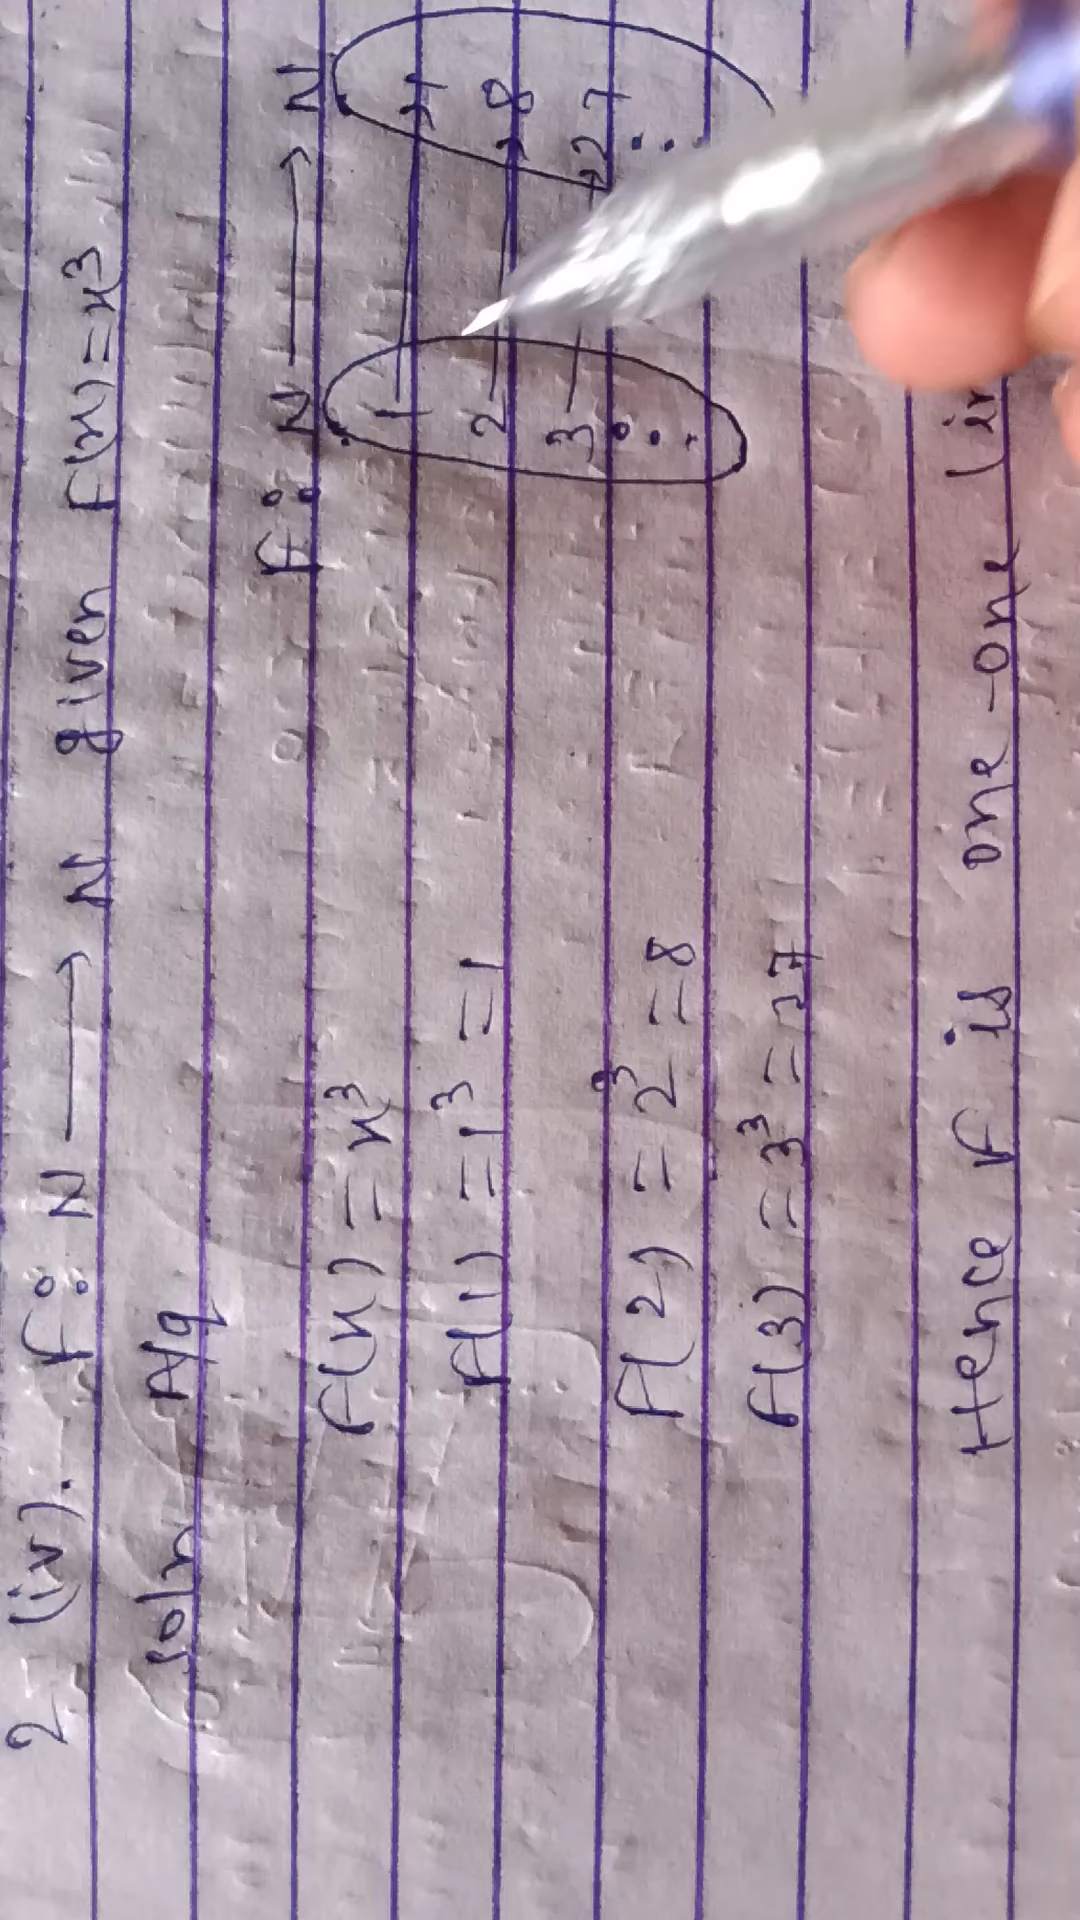 2 (iv). F: N → N given F(x) = x³
Soln A/q
F: N → N
F(x) = x³
1 1
F(1) = 1³ = 1
2 8
3 27
F(2) = 2³ = 8
F(3) = 3³ = 27
Hence F is one-one